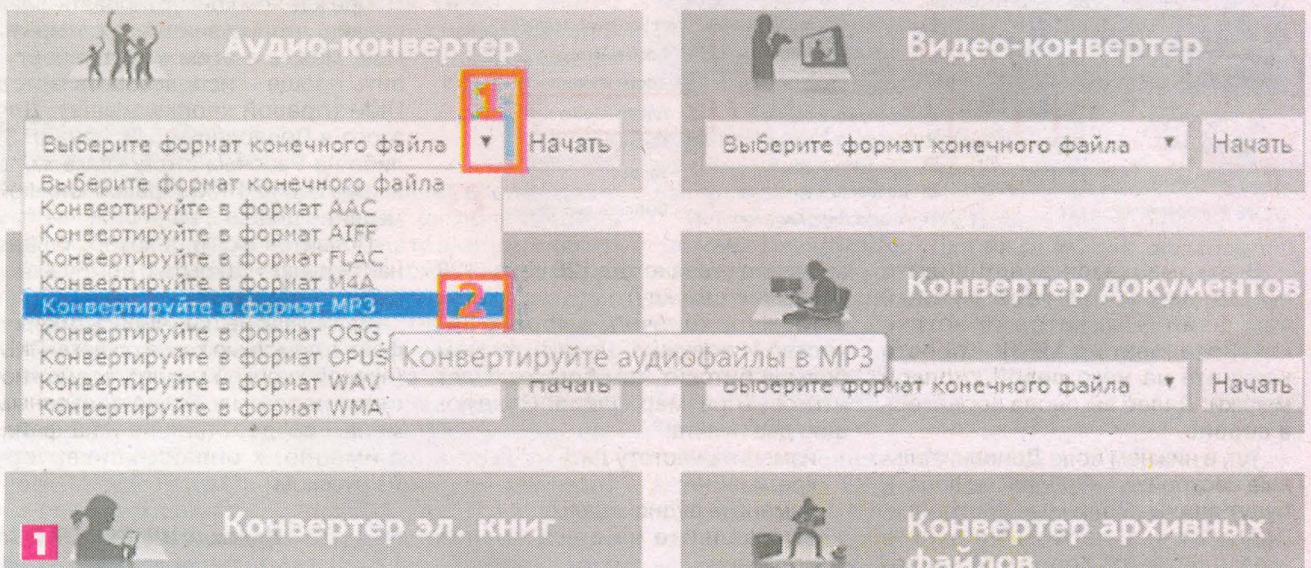 Аудио-конвертер
1
Выберите формат конечного файла ▼ Начать
Выберите формат конечного файла
Конвертируйте в формат AAC
Конвертируйте в формат AIFF
Конвертируйте в формат FLAC
Конвертируйте в формат M4A
Конвертируйте в формат MP3
2
Конвертируйте в формат OGG
Конвертируйте в формат OPUS
Конвертируйте аудиофайлы в MP3
Конвертируйте в формат WAV
Начать
Конвертируйте в формат WMA
Видео-конвертер
Выберите формат конечного файла ▼ Начать
Конвертер документов
Выберите формат конечного файла ▼ Начать
1
Конвертер эл. книг
Конвертер архивных
файлов